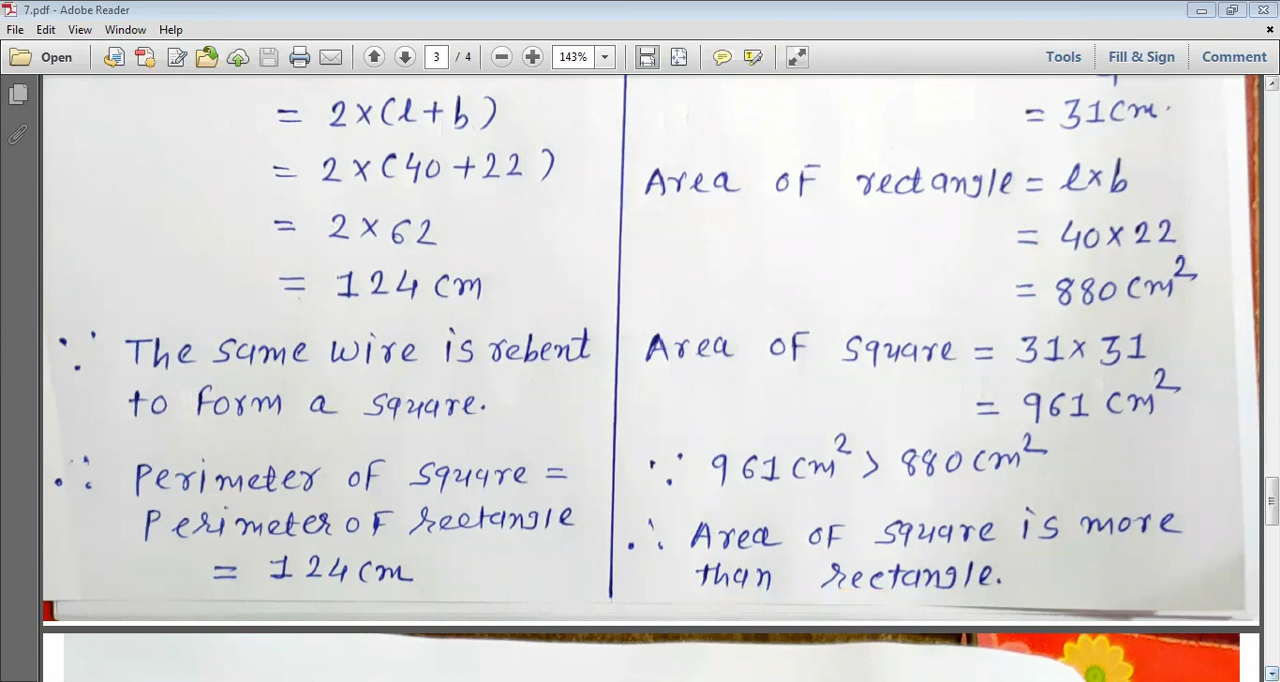 7.pdf - Adobe Reader
File Edit View Window Help
Open 3 / 4 143% Tools Fill & Sign Comment
= 2×(l+b)
= 2×(40+22)
= 2×62
= 124 cm
∵ The same wire is rebent
to form a square.
∴ Perimeter of square =
Perimeter of rectangle
= 124 cm
= 31 cm.
Area of rectangle = l×b
= 40×22
= 880 cm²
Area of square = 31×31
= 961 cm²
∵ 961 cm² > 880 cm²
∴ Area of square is more
than rectangle.